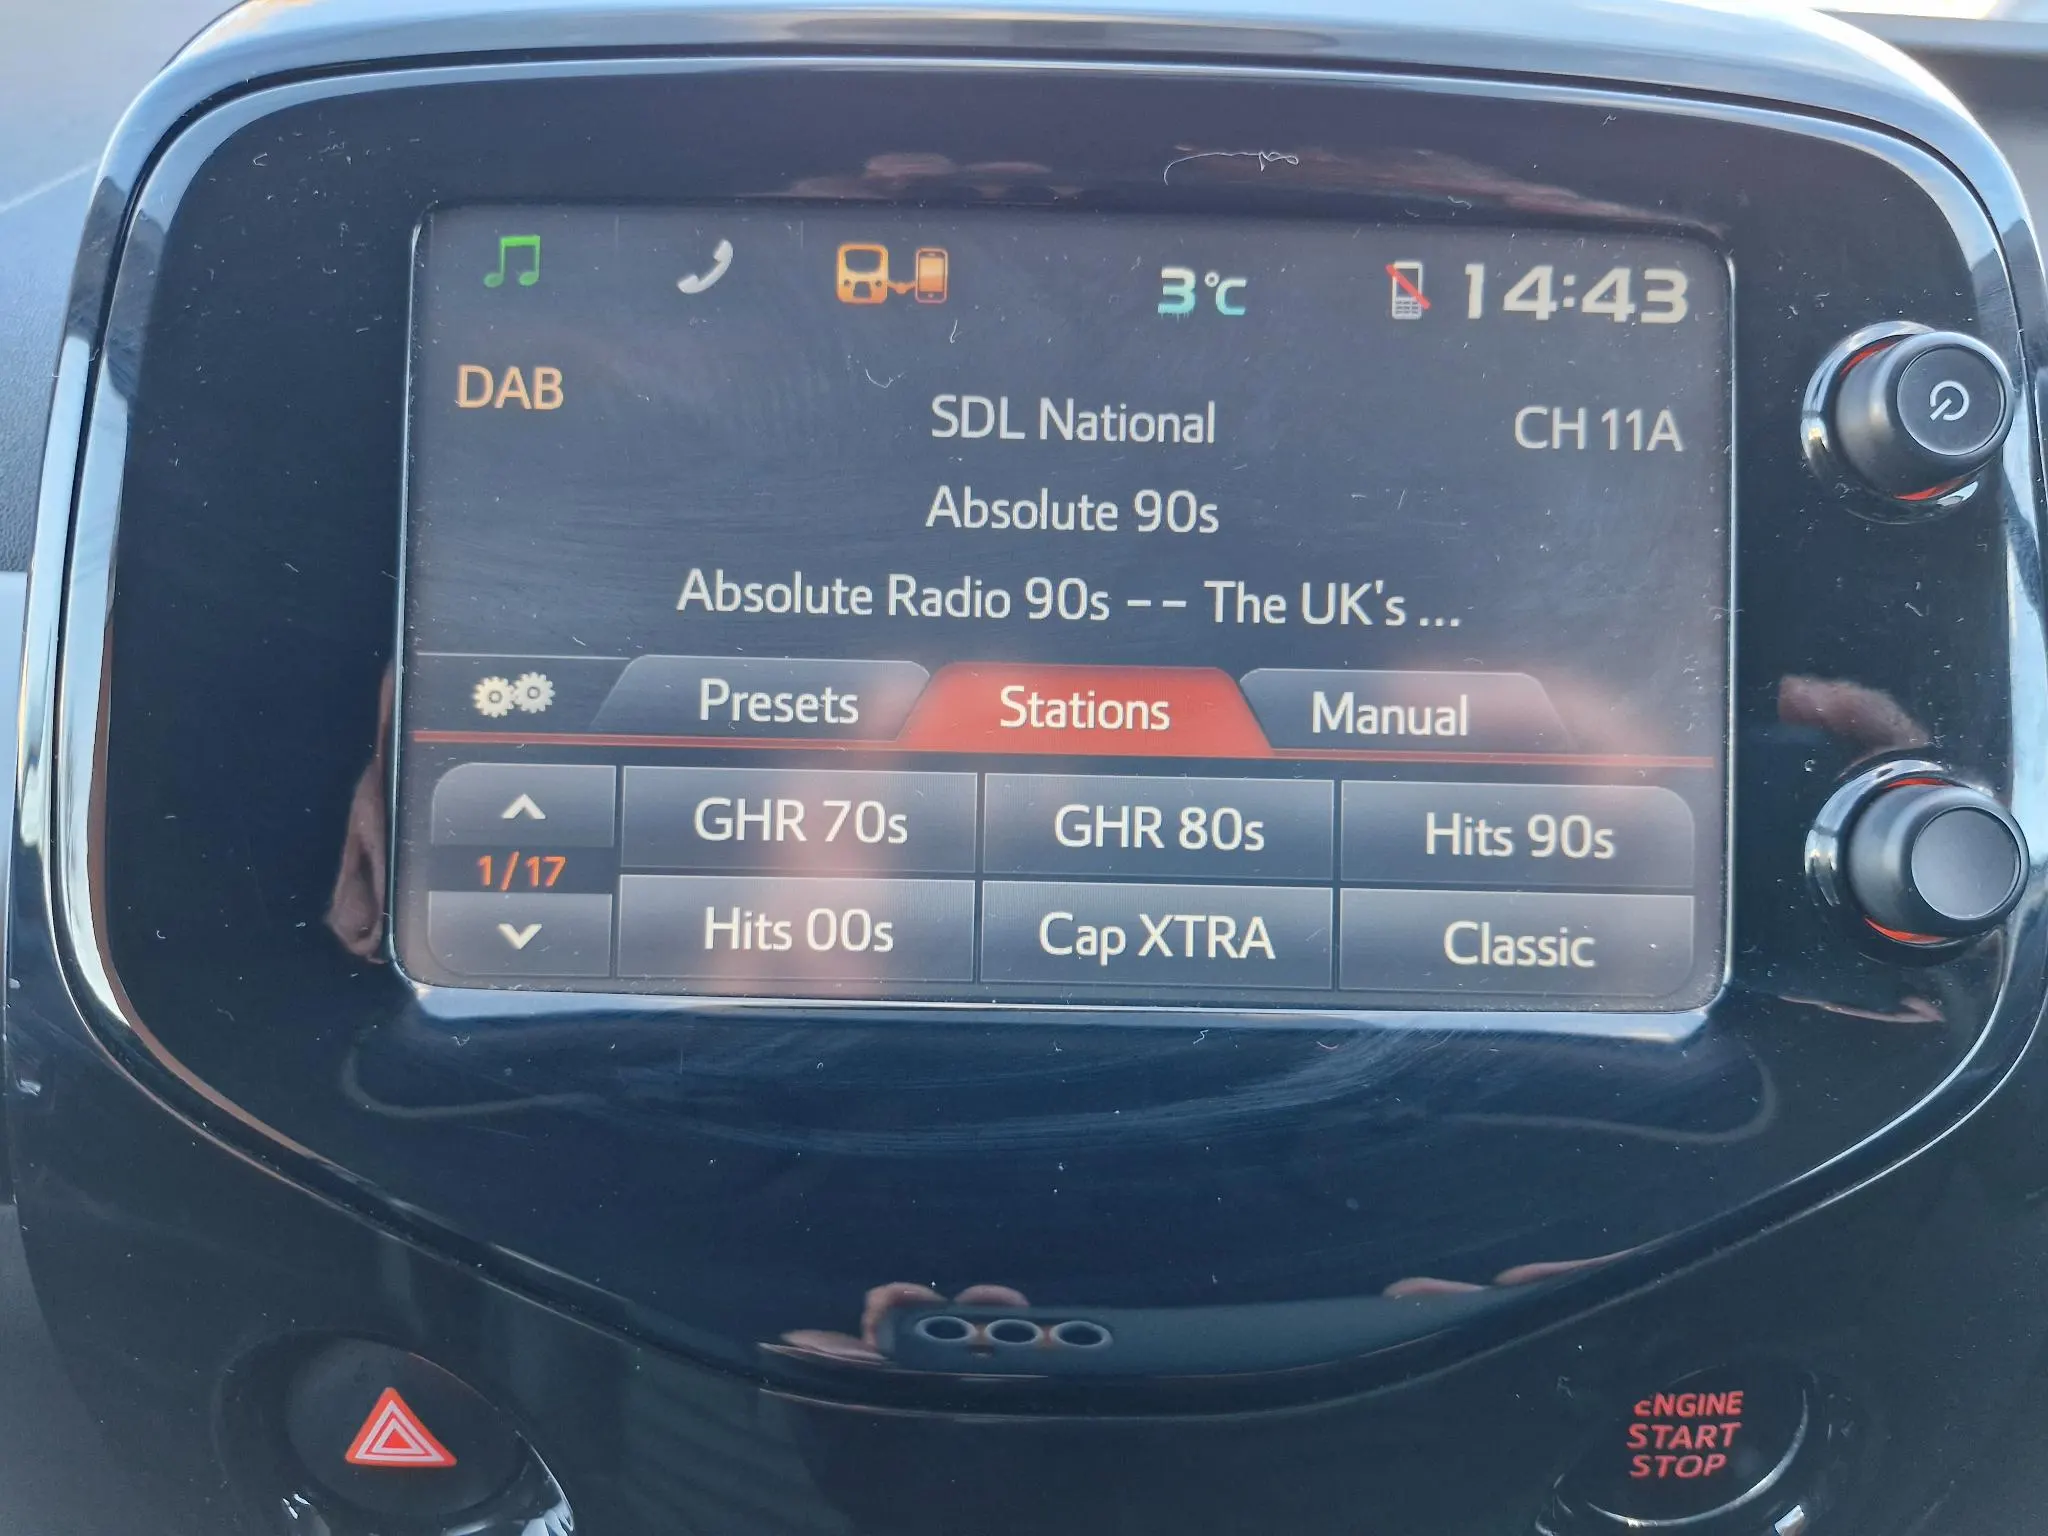 3°C
14:43
DAB
SDL National
CH 11A
Absolute 90s
Absolute Radio 90s -- The UK's ...
Presets
Stations
Manual
1/17
GHR 70s
GHR 80s
Hits 90s
Hits 00s
Cap XTRA
Classic
ENGINE
START
STOP